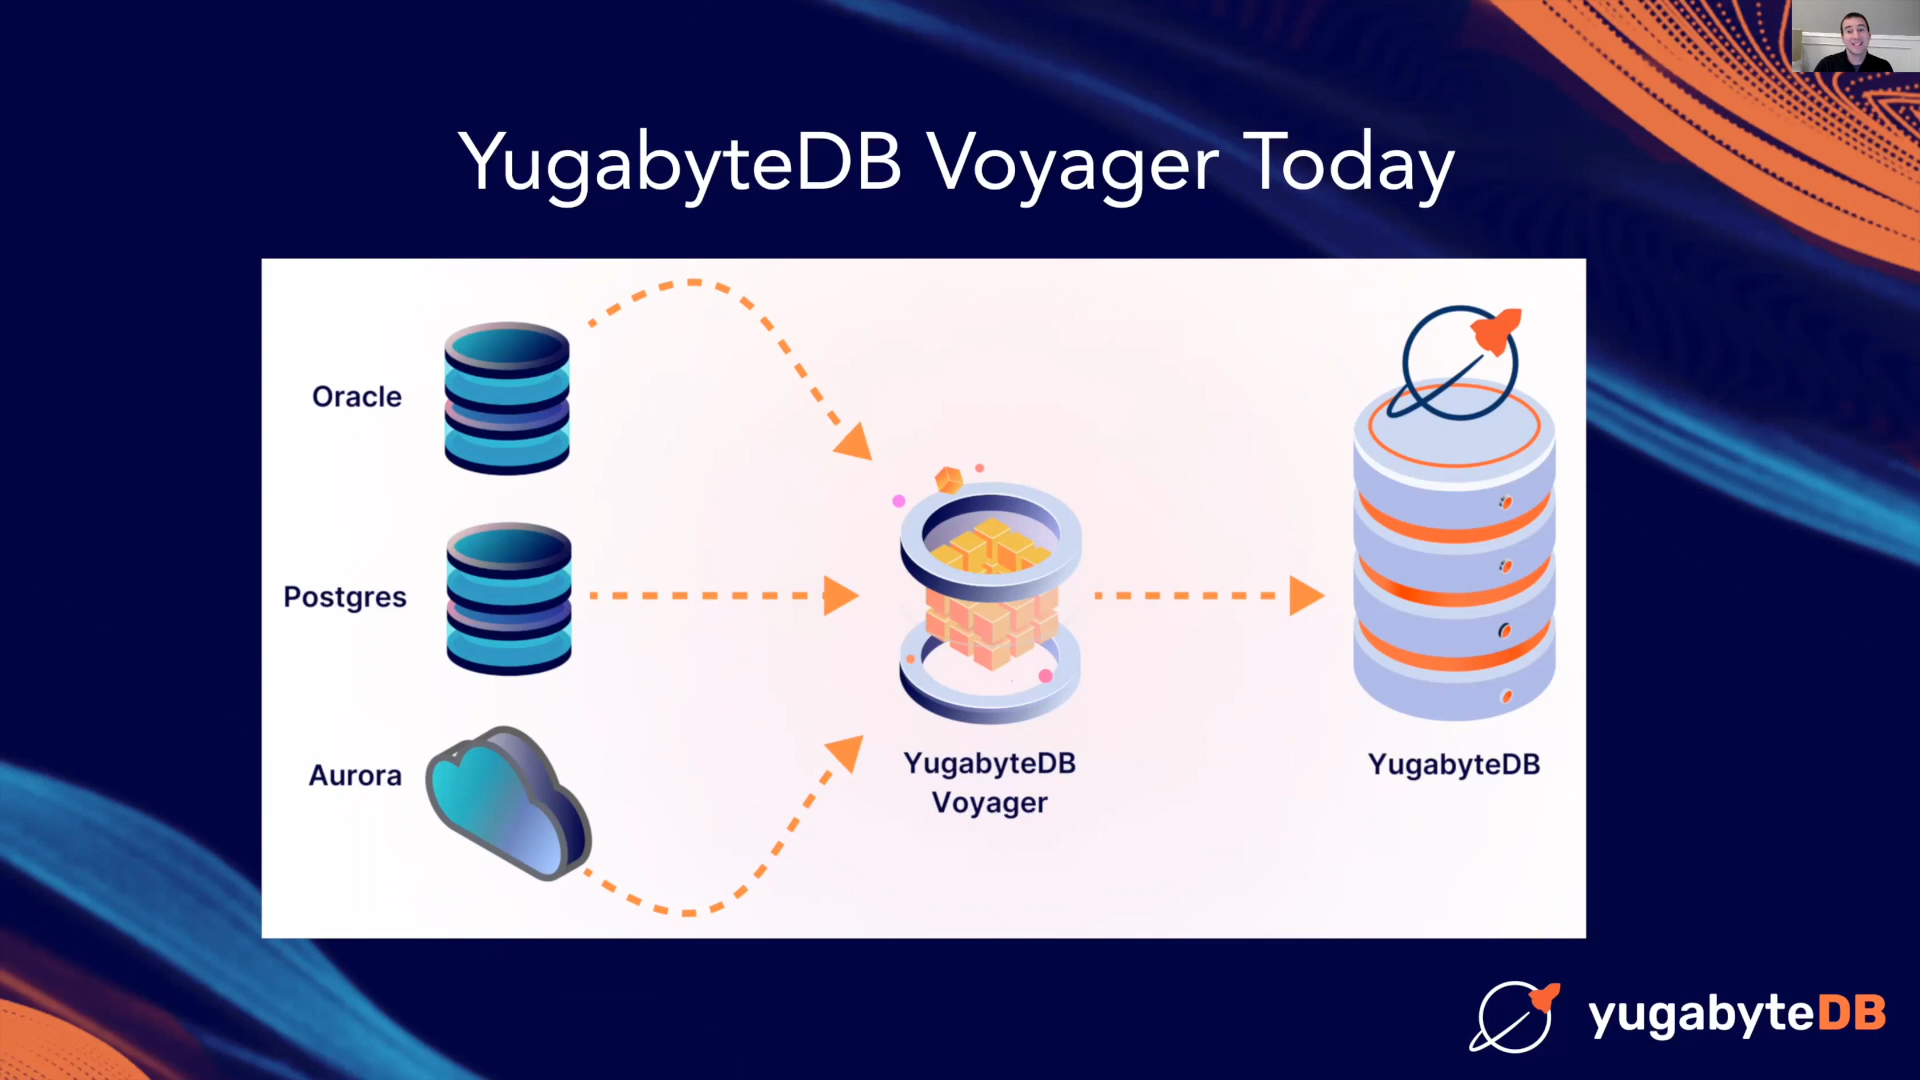 YugabyteDB Voyager Today
Oracle
Postgres
Aurora
YugabyteDB
Voyager
YugabyteDB
yugabyteDB